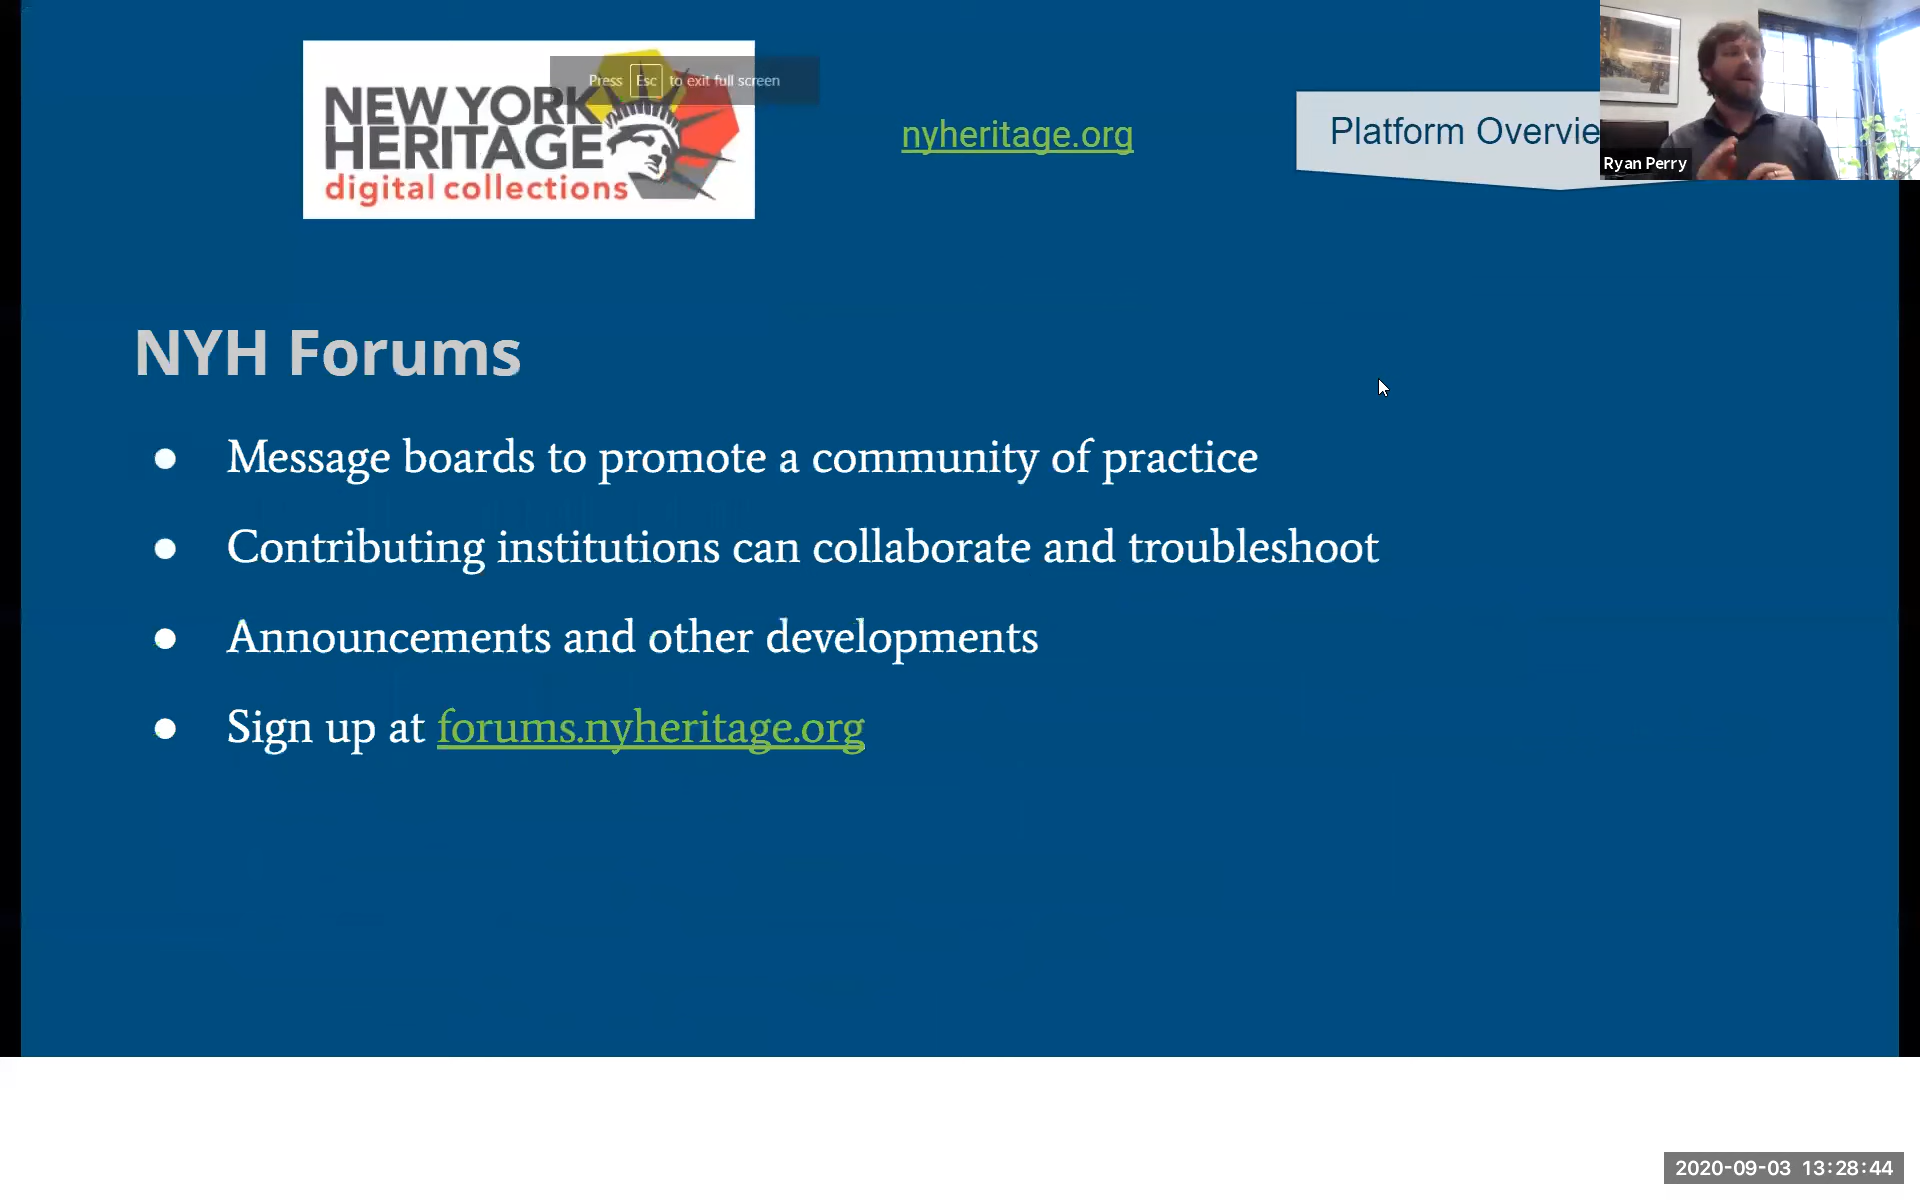 NEW YORK
HERITAGE
digital collections
Press Esc to exit full screen
nyheritage.org
Platform Overvie
Ryan Perry
NYH Forums
● Message boards to promote a community of practice
● Contributing institutions can collaborate and troubleshoot
● Announcements and other developments
● Sign up at forums.nyheritage.org
2020-09-03 13:28:44